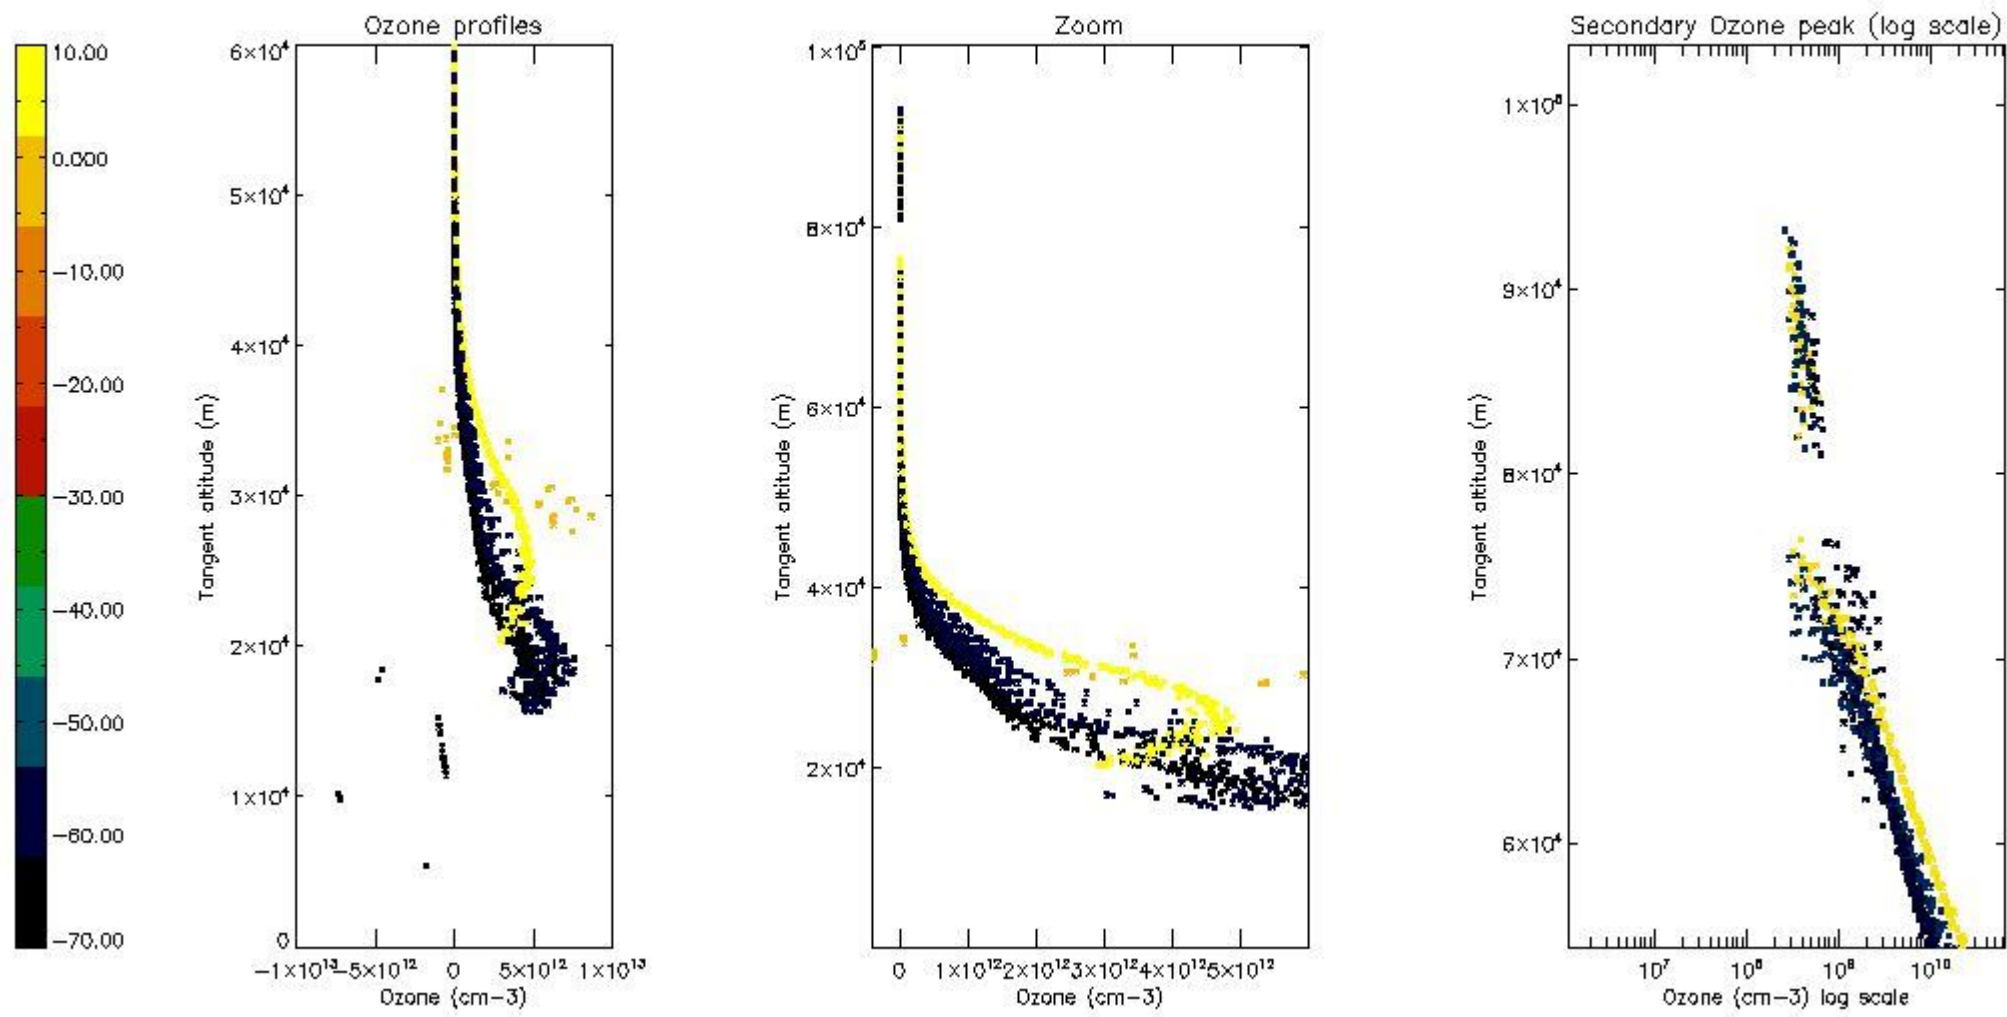 Ozone profiles
Zoom
Secondary Ozone peak (log scale)
10.00
0.000
−10.00
−20.00
−30.00
−40.00
−50.00
−60.00
−70.00
6×10⁴
5×10⁴
4×10⁴
3×10⁴
2×10⁴
1×10⁴
0
Tangent altitude (m)
−1×10¹³ −5×10¹² 0 5×10¹² 1×10¹³
Ozone (cm−3)
1×10⁵
8×10⁴
6×10⁴
4×10⁴
2×10⁴
Tangent altitude (m)
0 1×10¹² 2×10¹² 3×10¹² 4×10¹² 5×10¹²
Ozone (cm−3)
1×10⁵
9×10⁴
8×10⁴
7×10⁴
6×10⁴
Tangent altitude (m)
10⁷ 10⁸ 10⁹ 10¹⁰
Ozone (cm−3) log scale